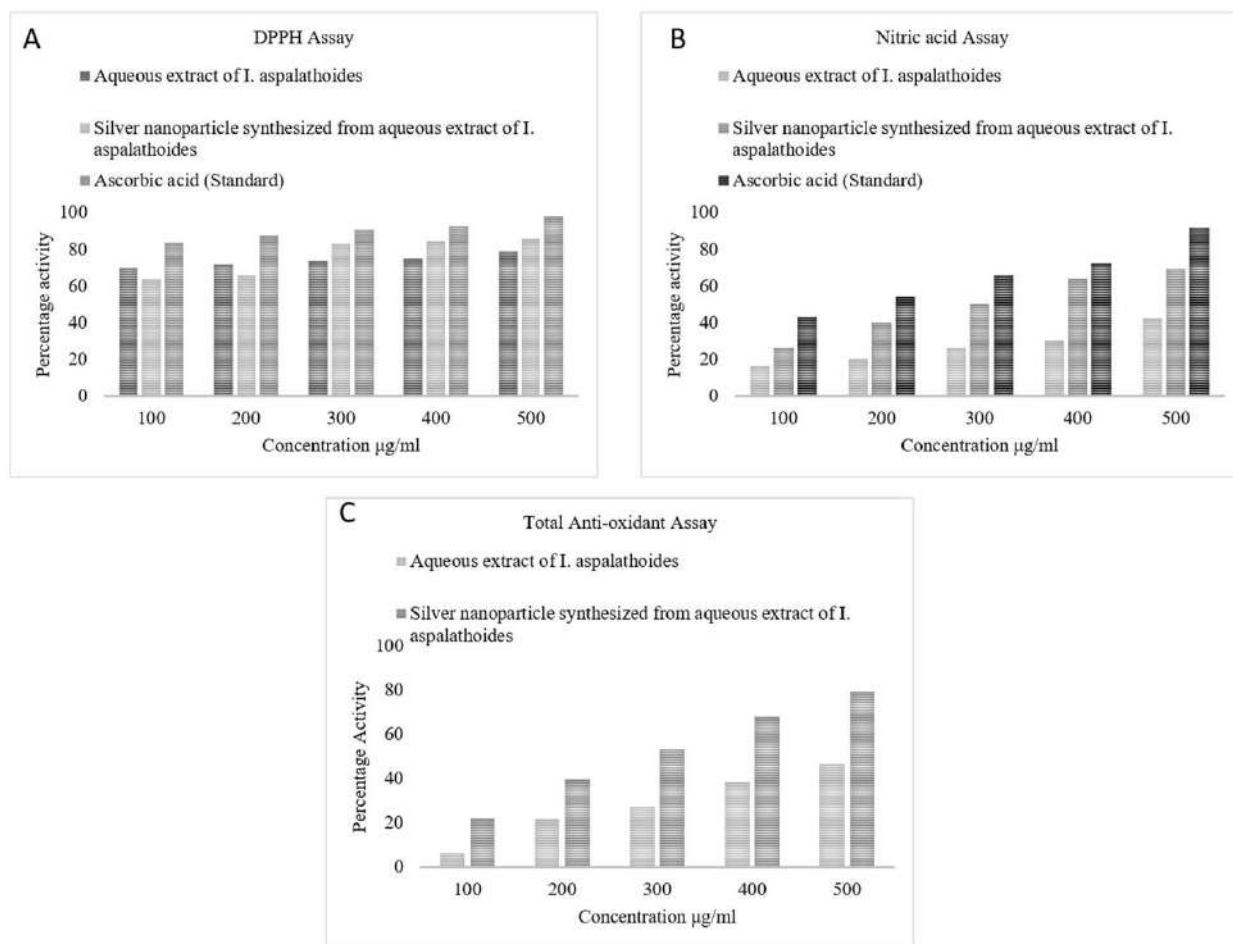 A
DPPH Assay
Aqueous extract of I. aspalathoides
Silver nanoparticle synthesized from aqueous extract of I.
aspalathoides
Ascorbic acid (Standard)
Percentage activity
100
80
60
40
20
0
100 200 300 400 500
Concentration µg/ml
B
Nitric acid Assay
Aqueous extract of I. aspalathoides
Silver nanoparticle synthesized from aqueous extract of I.
aspalathoides
Ascorbic acid (Standard)
Percentage activity
100
80
60
40
20
0
100 200 300 400 500
Concentration µg/ml
C
Total Anti-oxidant Assay
Aqueous extract of I. aspalathoides
Silver nanoparticle synthesized from aqueous extract of I.
aspalathoides
Percentage Activity
100
80
60
40
20
0
100 200 300 400 500
Concentration µg/ml